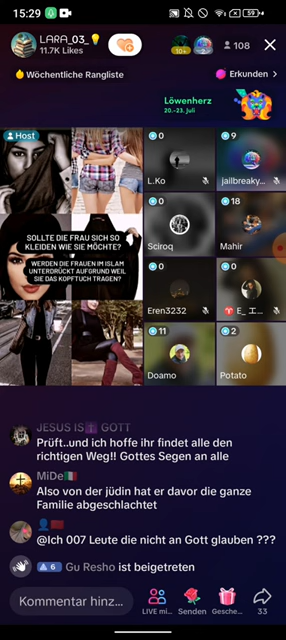 15:29
59
LARA_03_💡
11.7K Likes
10+
108
Wöchentliche Rangliste
Erkunden
Löwenherz
20.-23. Juli
Host
SOLLTE DIE FRAU SICH SO
KLEIDEN WIE SIE MÖCHTE?
WERDEN DIE FRAUEN IM ISLAM
UNTERDRÜCKT AUFGRUND WEIL
SIE DAS KOPFTUCH TRAGEN?
0
L.Ko
9
jailbreaky...
0
Sciroq
18
Mahir
0
Eren3232
0
♈ E_
11
Doamo
2
Potato
JESUS IS✝️ GOTT
Prüft..und ich hoffe ihr findet alle den
richtigen Weg!! Gottes Segen an alle
MiDe🇮🇹
Also von der jüdin hat er davor die ganze
Familie abgeschlachtet
@Ich 007 Leute die nicht an Gott glauben ???
6 Gu Resho ist beigetreten
Kommentar hinz...
LIVE mi...
Senden
Gesche...
33